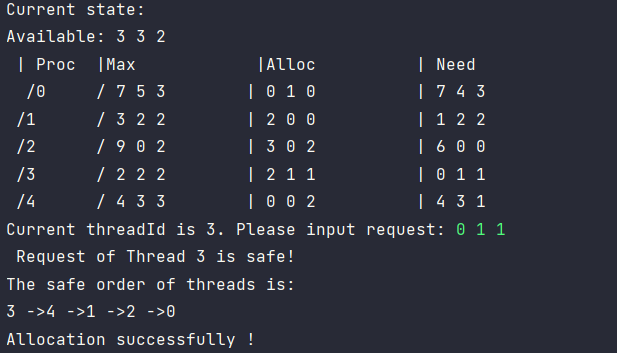 Current state:
Available: 3 3 2
| Proc |Max |Alloc | Need
/0 / 7 5 3 | 0 1 0 | 7 4 3
/1 / 3 2 2 | 2 0 0 | 1 2 2
/2 / 9 0 2 | 3 0 2 | 6 0 0
/3 / 2 2 2 | 2 1 1 | 0 1 1
/4 / 4 3 3 | 0 0 2 | 4 3 1
Current threadId is 3. Please input request: 0 1 1
Request of Thread 3 is safe!
The safe order of threads is:
3 ->4 ->1 ->2 ->0
Allocation successfully !